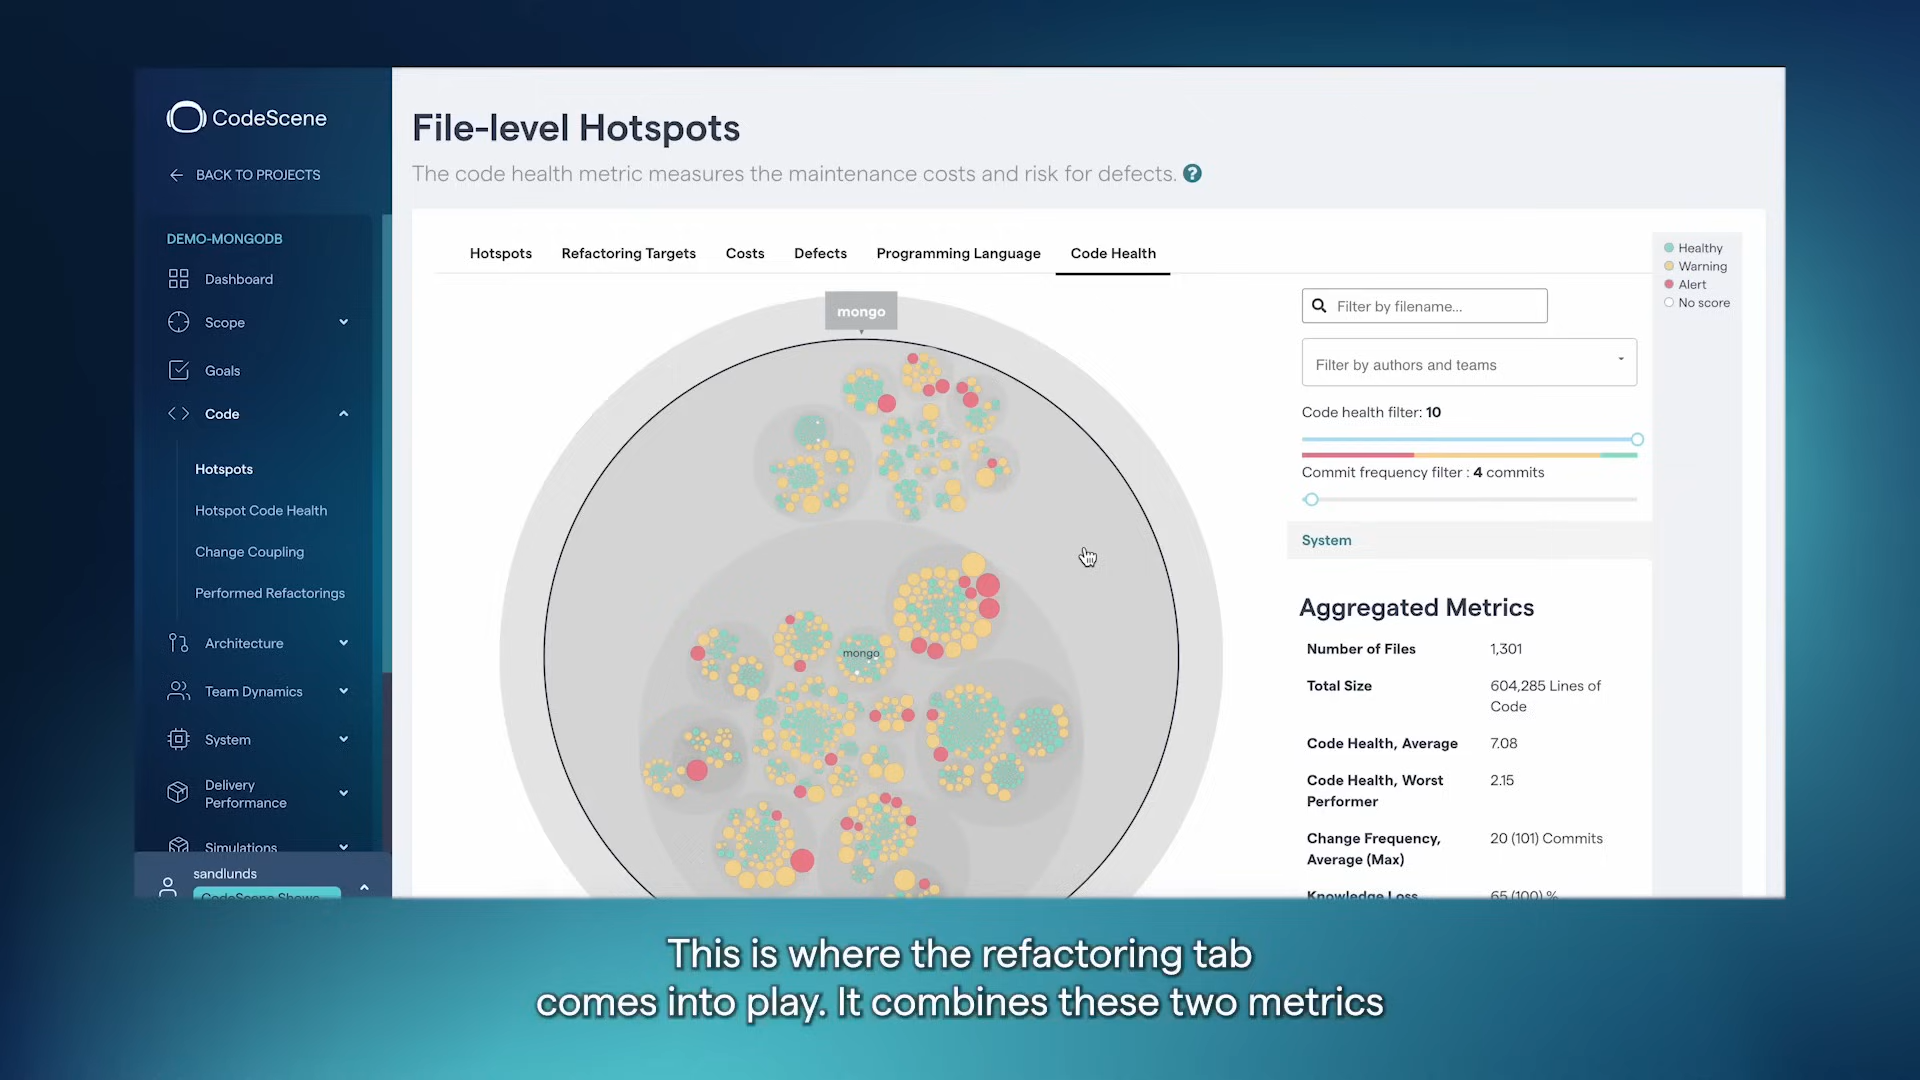 CodeScene
BACK TO PROJECTS
DEMO-MONGODB
Dashboard
Scope
Goals
Code
Hotspots
Hotspot Code Health
Change Coupling
Performed Refactorings
Architecture
Team Dynamics
System
Delivery
Performance
Simulations
sandlunds
CodeScene Shows
File-level Hotspots
The code health metric measures the maintenance costs and risk for defects. ?
Hotspots Refactoring Targets Costs Defects Programming Language Code Health
mongo
mongo
Filter by filename...
Filter by authors and teams
Code health filter: 10
Commit frequency filter : 4 commits
System
Aggregated Metrics
Number of Files 1,301
Total Size 604,285 Lines of
Code
Code Health, Average 7.08
Code Health, Worst 2.15
Performer
Change Frequency, 20 (101) Commits
Average (Max)
Knowledge Loss 65 (100) %
Healthy
Warning
Alert
No score
This is where the refactoring tab
comes into play. It combines these two metrics